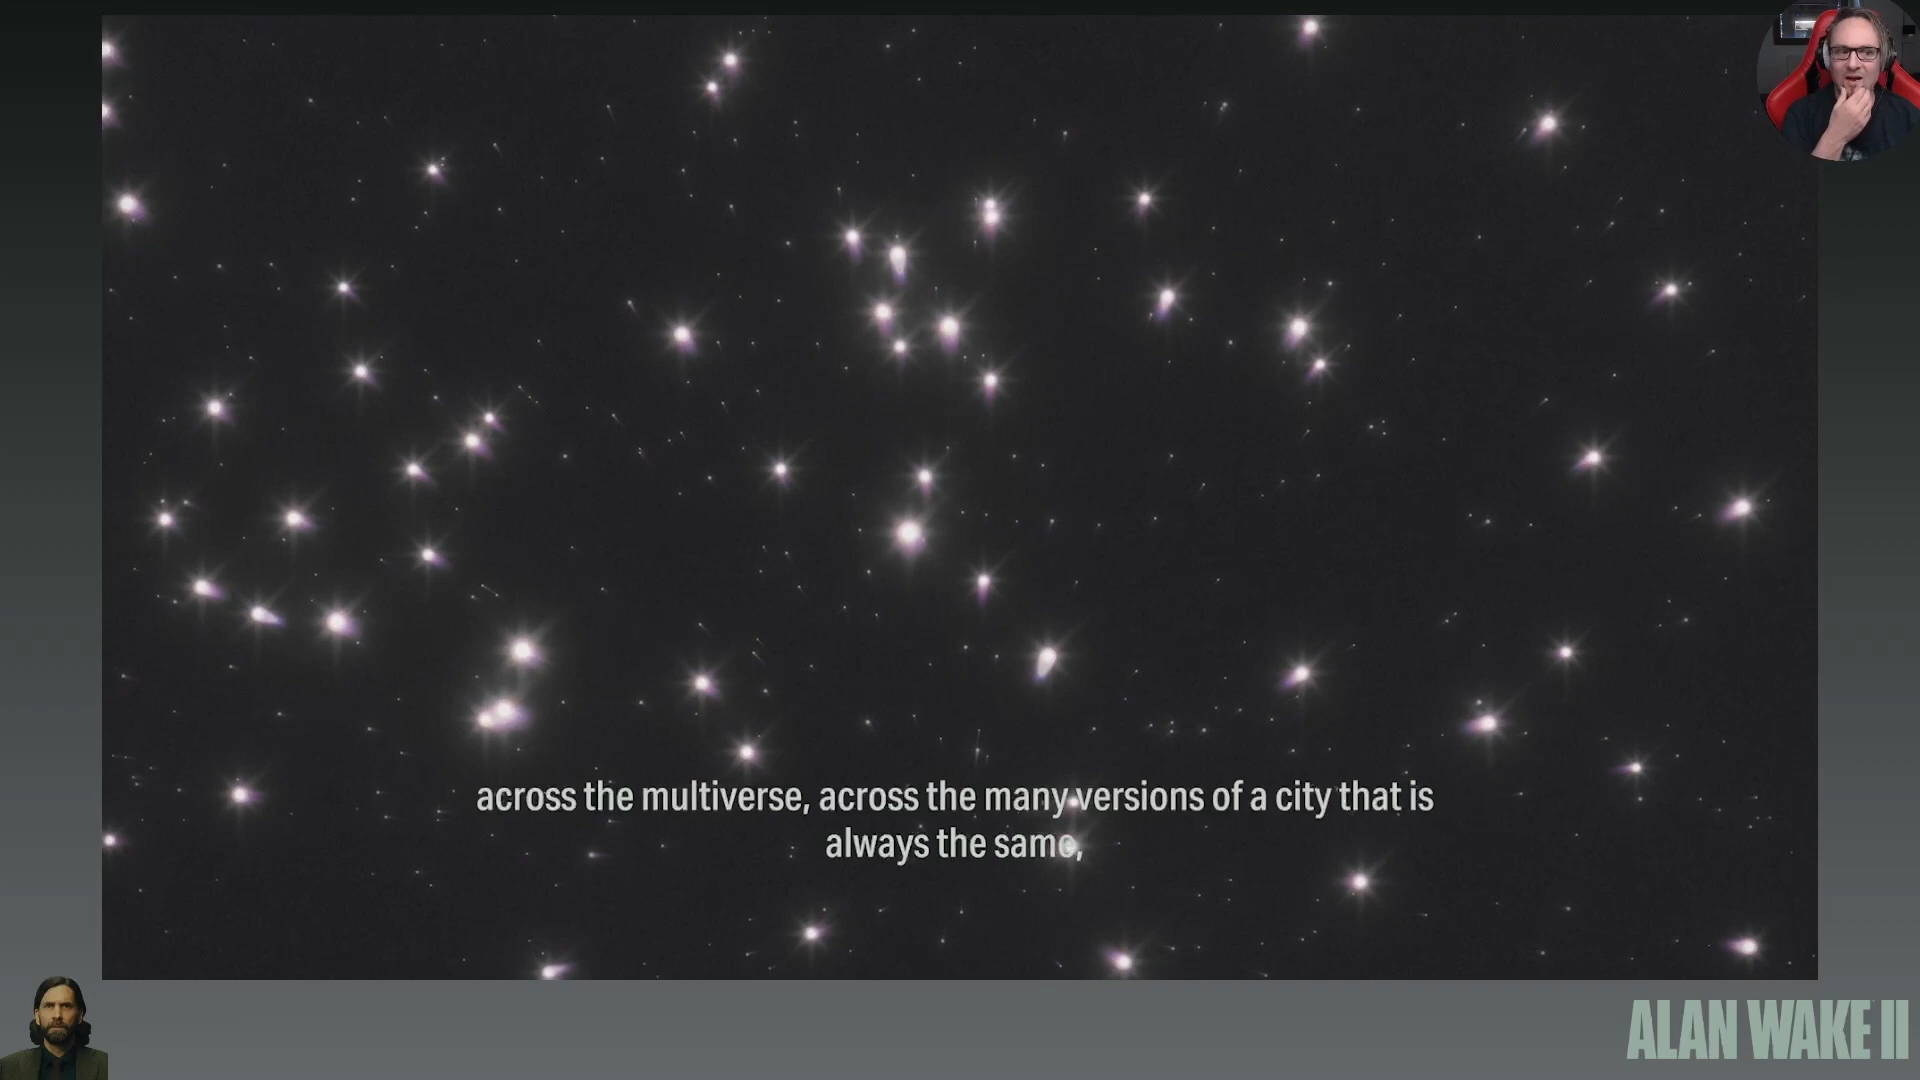 across the multiverse, across the many versions of a city that is
always the same,
ALAN WAKE II